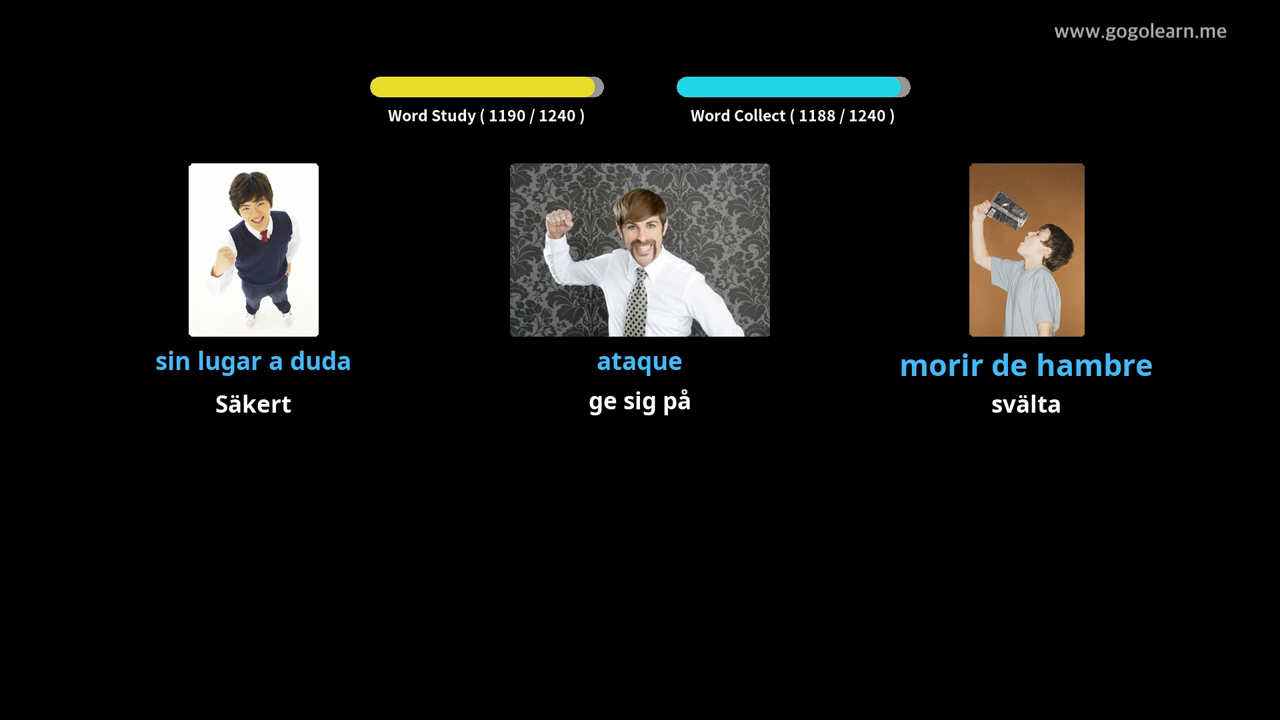 www.gogolearn.me
Word Study ( 1190 / 1240 )
Word Collect ( 1188 / 1240 )
sin lugar a duda
Säkert
ataque
ge sig på
morir de hambre
svälta